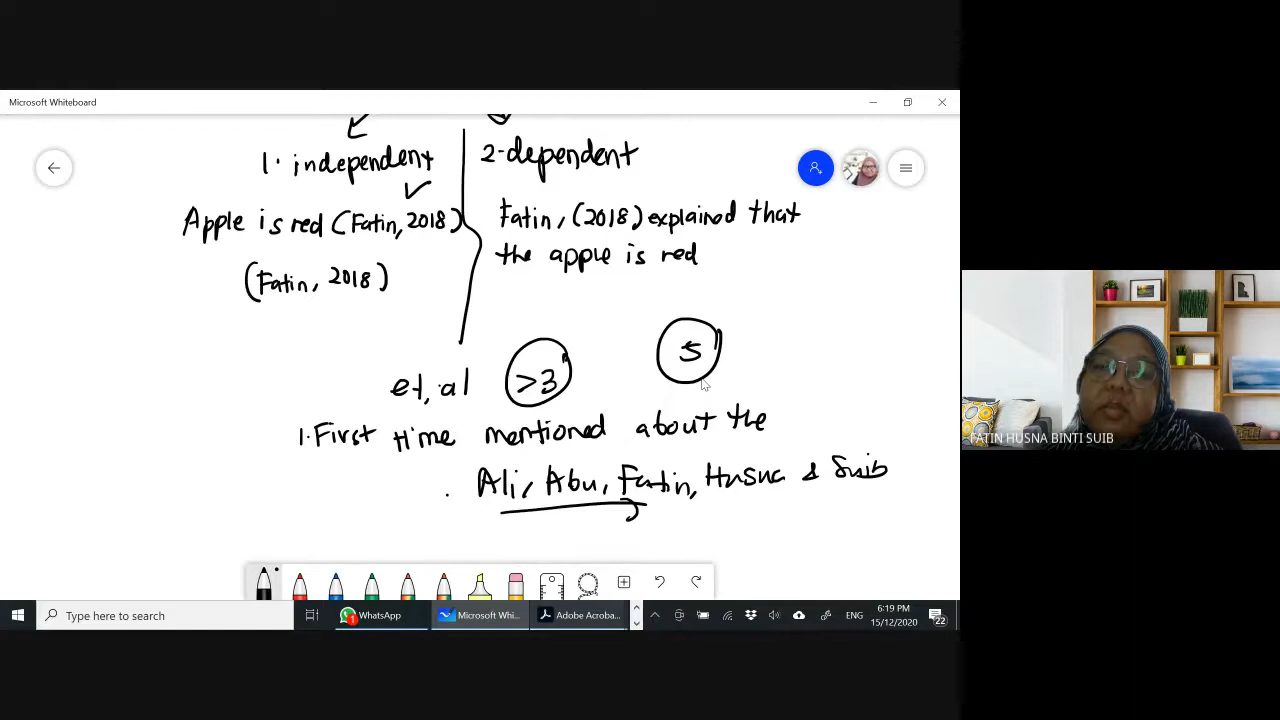 Microsoft Whiteboard
1. independent
2-dependent
Apple is red (Fatin, 2018)
Fatin, (2018) explained that
the apple is red
(Fatin, 2018)
et, al >3
5
1. First time mentioned about the
Ali, Abu, Fatin, Husna & Suib
FATIN HUSNA BINTI SUIB
Type here to search
WhatsApp
1
Microsoft Whi...
Adobe Acroba...
ENG
6:19 PM
15/12/2020
22